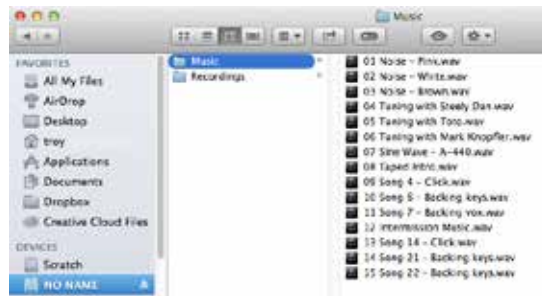 Music
FAVORITES
All My Files
AirDrop
Desktop
troy
Applications
Documents
Dropbox
Creative Cloud Files
DEVICES
Scratch
NO NAME
Music
Recordings
01 Noise - Pink.wav
02 Noise - White.wav
03 Noise - Brown.wav
04 Tuning with Steely Dan.wav
05 Tuning with Toto.wav
06 Tuning with Mark Knopfler.wav
07 Sine Wave - A-440.wav
08 Taped Intro.wav
09 Song 4 - Click.wav
10 Song 6 - Backing keys.wav
11 Song 7 - Backing vox.wav
12 Intermission Music.wav
13 Song 14 - Click.wav
14 Song 21 - Backing keys.wav
15 Song 22 - Backing keys.wav